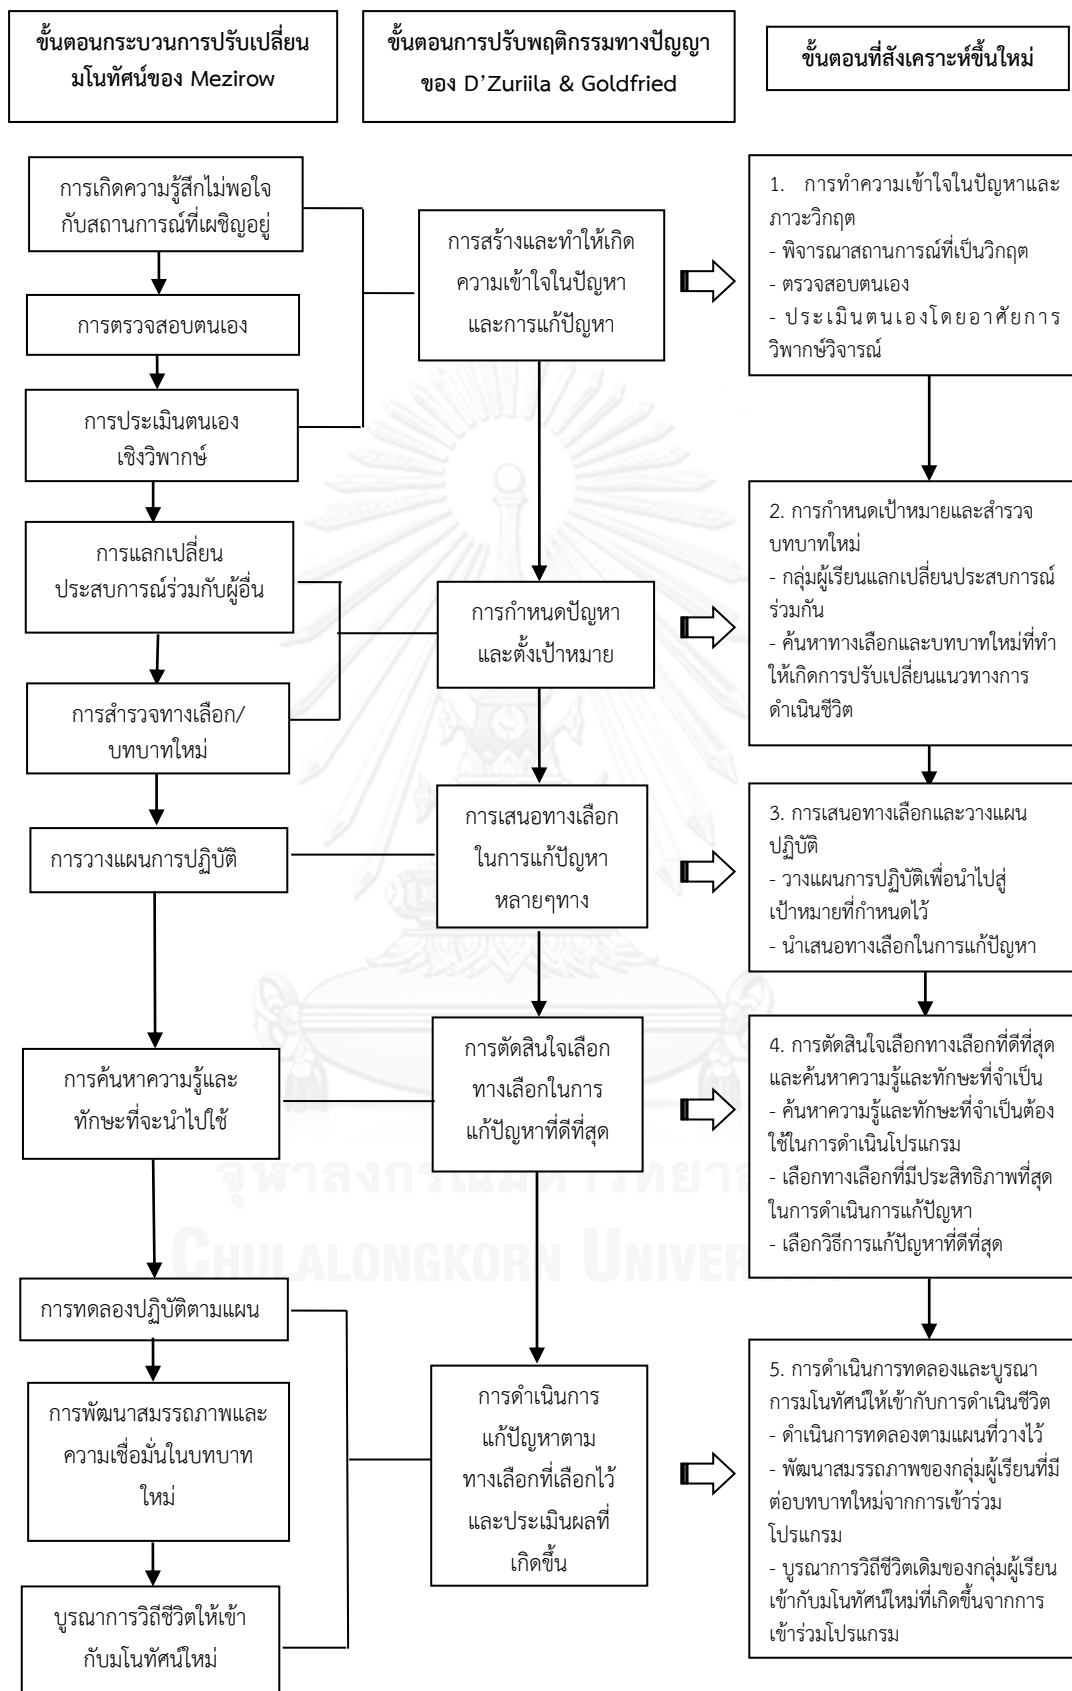 ขั้นตอนกระบวนการปรับเปลี่ยน
มโนทัศน์ของ Mezirow
ขั้นตอนการปรับพฤติกรรมทางปัญญา
ของ D’Zuriila & Goldfried
ขั้นตอนที่สังเคราะห์ขึ้นใหม่
การเกิดความรู้สึกไม่พอใจ
กับสถานการณ์ที่เผชิญอยู่
การตรวจสอบตนเอง
การประเมินตนเอง
เชิงวิพากษ์
การสร้างและทำให้เกิด
ความเข้าใจในปัญหา
และการแก้ปัญหา
1. การทำความเข้าใจในปัญหาและ
ภาวะวิกฤต
- พิจารณาสถานการณ์ที่เป็นวิกฤต
- ตรวจสอบตนเอง
- ประเมินตนเองโดยอาศัยการ
วิพากษ์วิจารณ์
การแลกเปลี่ยน
ประสบการณ์ร่วมกับผู้อื่น
การสำรวจทางเลือก/
บทบาทใหม่
การกำหนดปัญหา
และตั้งเป้าหมาย
2. การกำหนดเป้าหมายและสำรวจ
บทบาทใหม่
- กลุ่มผู้เรียนแลกเปลี่ยนประสบการณ์
ร่วมกัน
- ค้นหาทางเลือกและบทบาทใหม่ที่ทำ
ให้เกิดการปรับเปลี่ยนแนวทางการ
ดำเนินชีวิต
การวางแผนการปฏิบัติ
การเสนอทางเลือก
ในการแก้ปัญหา
หลายๆทาง
3. การเสนอทางเลือกและวางแผน
ปฏิบัติ
- วางแผนการปฏิบัติเพื่อนำไปสู่
เป้าหมายที่กำหนดไว้
- นำเสนอทางเลือกในการแก้ปัญหา
การค้นหาความรู้และ
ทักษะที่จะนำไปใช้
การตัดสินใจเลือก
ทางเลือกในการ
แก้ปัญหาที่ดีที่สุด
4. การตัดสินใจเลือกทางเลือกที่ดีที่สุด
และค้นหาความรู้และทักษะที่จำเป็น
- ค้นหาความรู้และทักษะที่จำเป็นต้อง
ใช้ในการดำเนินโปรแกรม
- เลือกทางเลือกที่มีประสิทธิภาพที่สุด
ในการดำเนินการแก้ปัญหา
- เลือกวิธีการแก้ปัญหาที่ดีที่สุด
การทดลองปฏิบัติตามแผน
การพัฒนาสมรรถภาพและ
ความเชื่อมั่นในบทบาท
ใหม่
บูรณาการวิถีชีวิตให้เข้า
กับมโนทัศน์ใหม่
การดำเนินการ
แก้ปัญหาตาม
ทางเลือกที่เลือกไว้
และประเมินผลที่
เกิดขึ้น
5. การดำเนินการทดลองและบูรณา
การมโนทัศน์ให้เข้ากับการดำเนินชีวิต
- ดำเนินการทดลองตามแผนที่วางไว้
- พัฒนาสมรรถภาพของกลุ่มผู้เรียนที่มี
ต่อบทบาทใหม่จากการเข้าร่วม
โปรแกรม
- บูรณาการวิถีชีวิตเดิมของกลุ่มผู้เรียน
เข้ากับมโนทัศน์ใหม่ที่เกิดขึ้นจากการ
เข้าร่วมโปรแกรม
CHULALONGKORN